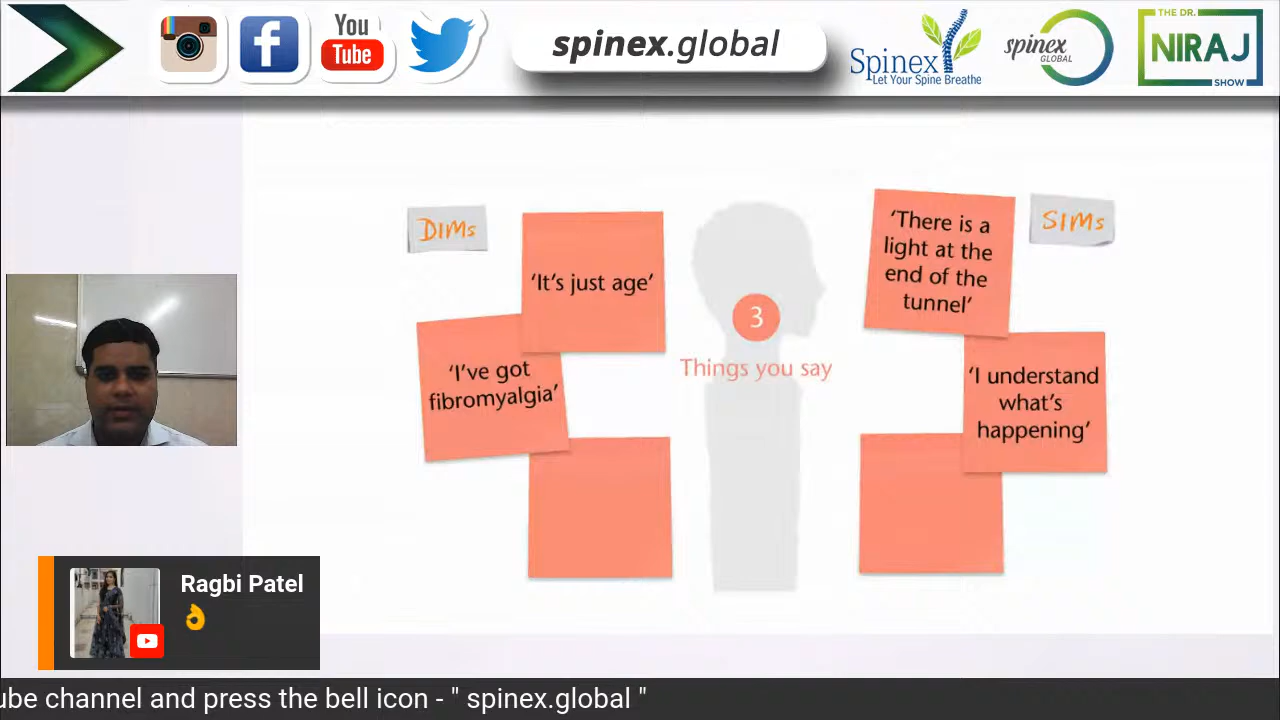 You
Tube
spinex.global
Spinex
Let Your Spine Breathe
spinex
GLOBAL
THE DR.
NIRAJ
SHOW
DIMs
'It's just age'
'I've got
fibromyalgia'
3
Things you say
'There is a
light at the
end of the
tunnel'
SIMs
'I understand
what's
happening'
Ragbi Patel
👌
ube channel and press the bell icon - " spinex.global "